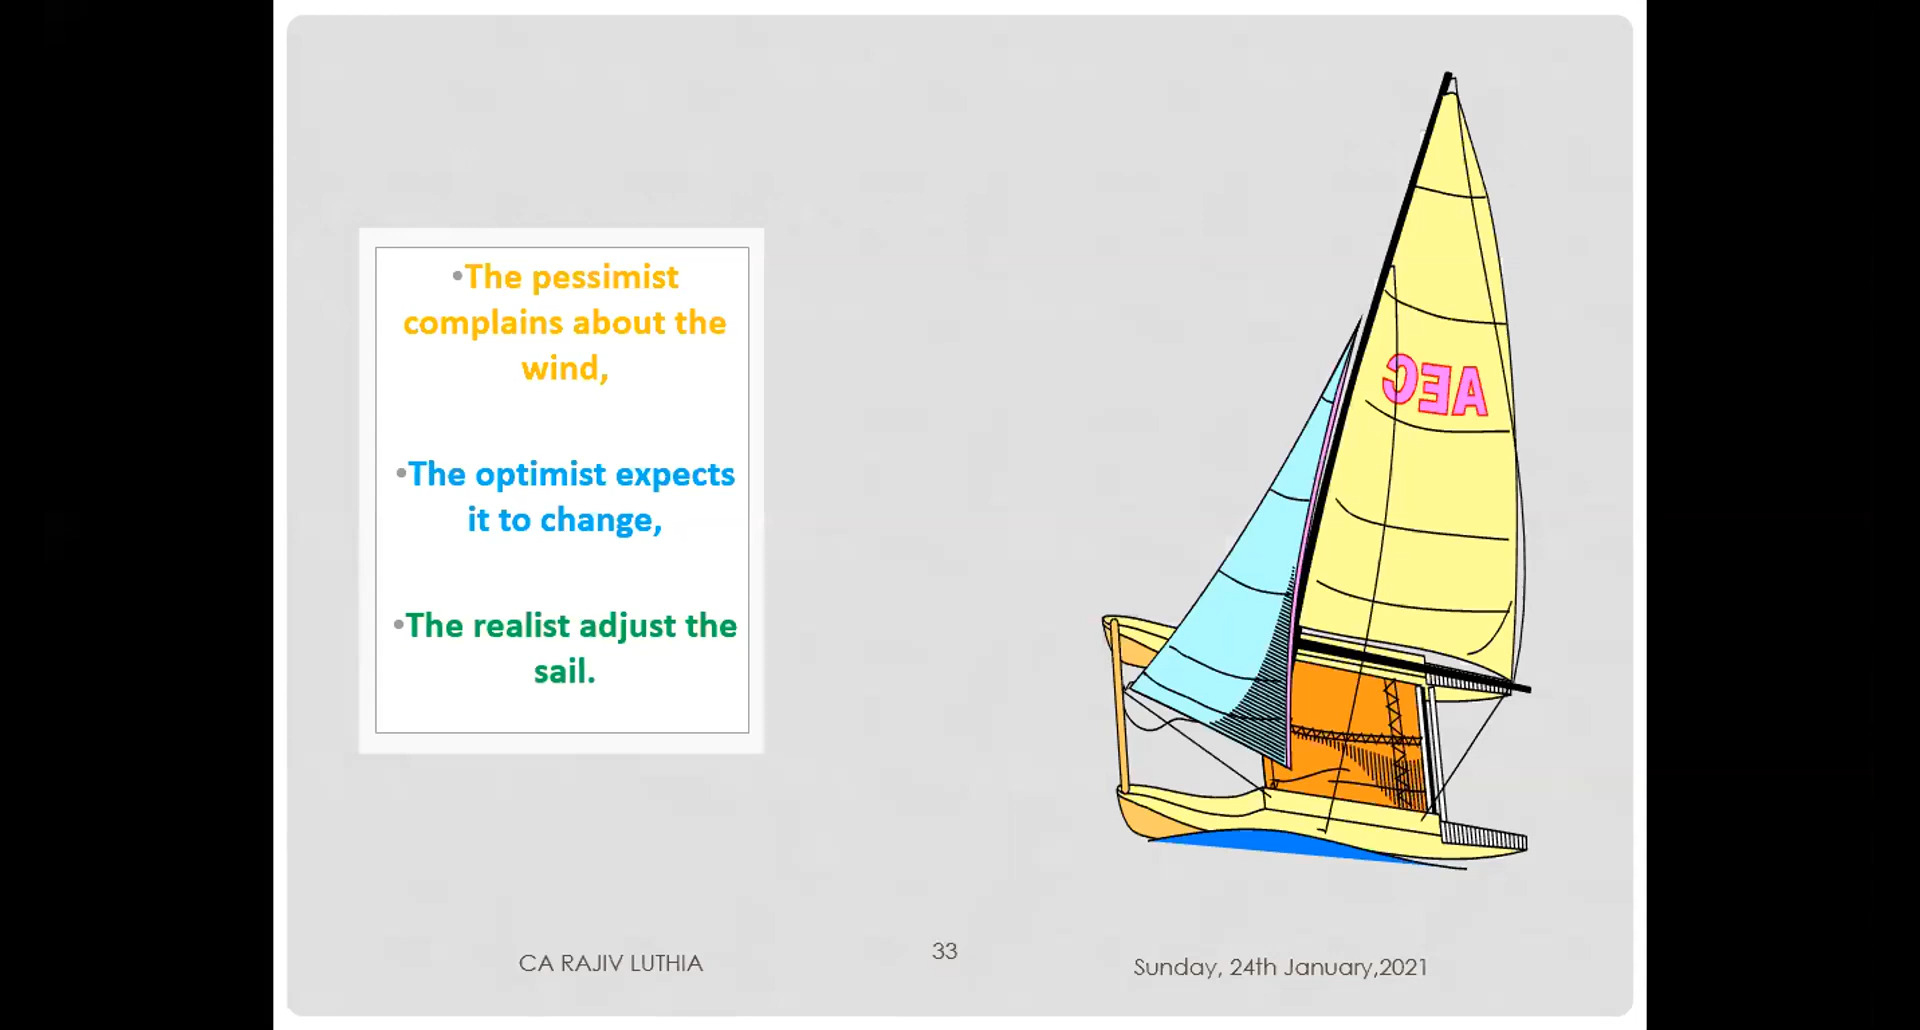 •The pessimist
complains about the
wind,
•The optimist expects
it to change,
•The realist adjust the
sail.
AEC
CA RAJIV LUTHIA
33
Sunday, 24th January,2021